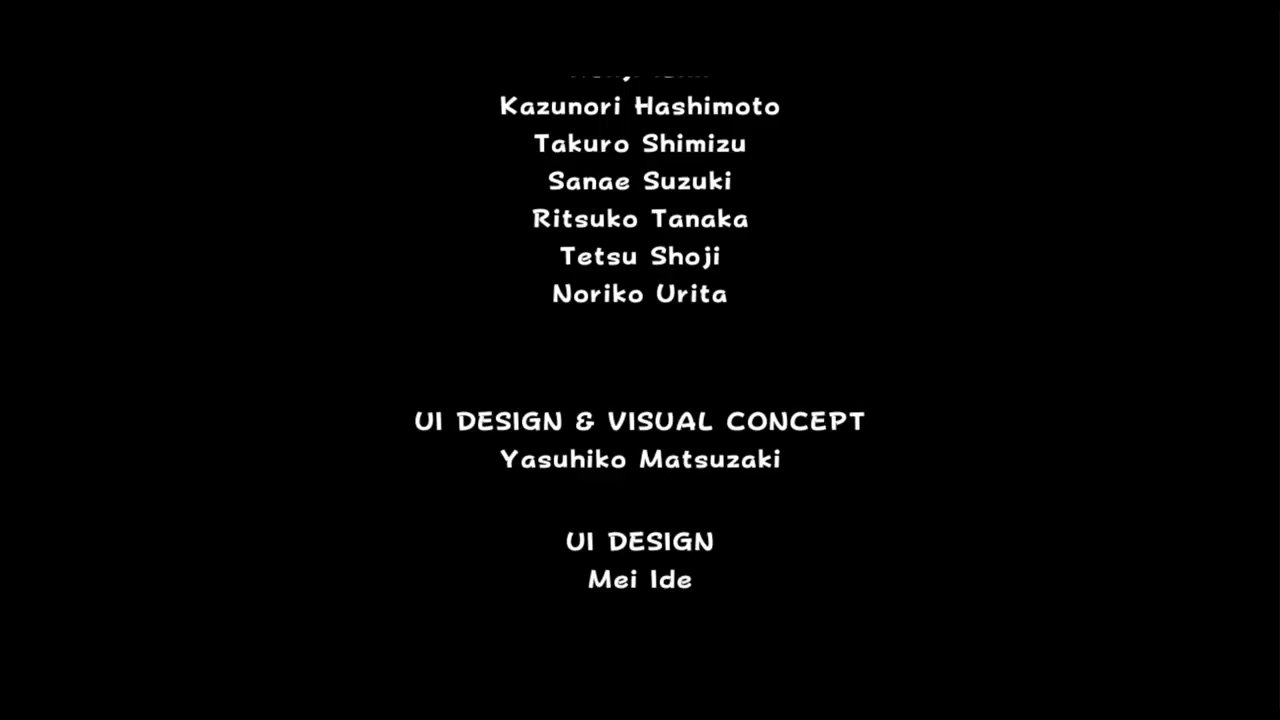 Kazunori Hashimoto
Takuro Shimizu
Sanae Suzuki
Ritsuko Tanaka
Tetsu Shoji
Noriko Urita
UI DESIGN & VISUAL CONCEPT
Yasuhiko Matsuzaki
UI DESIGN
Mei Ide